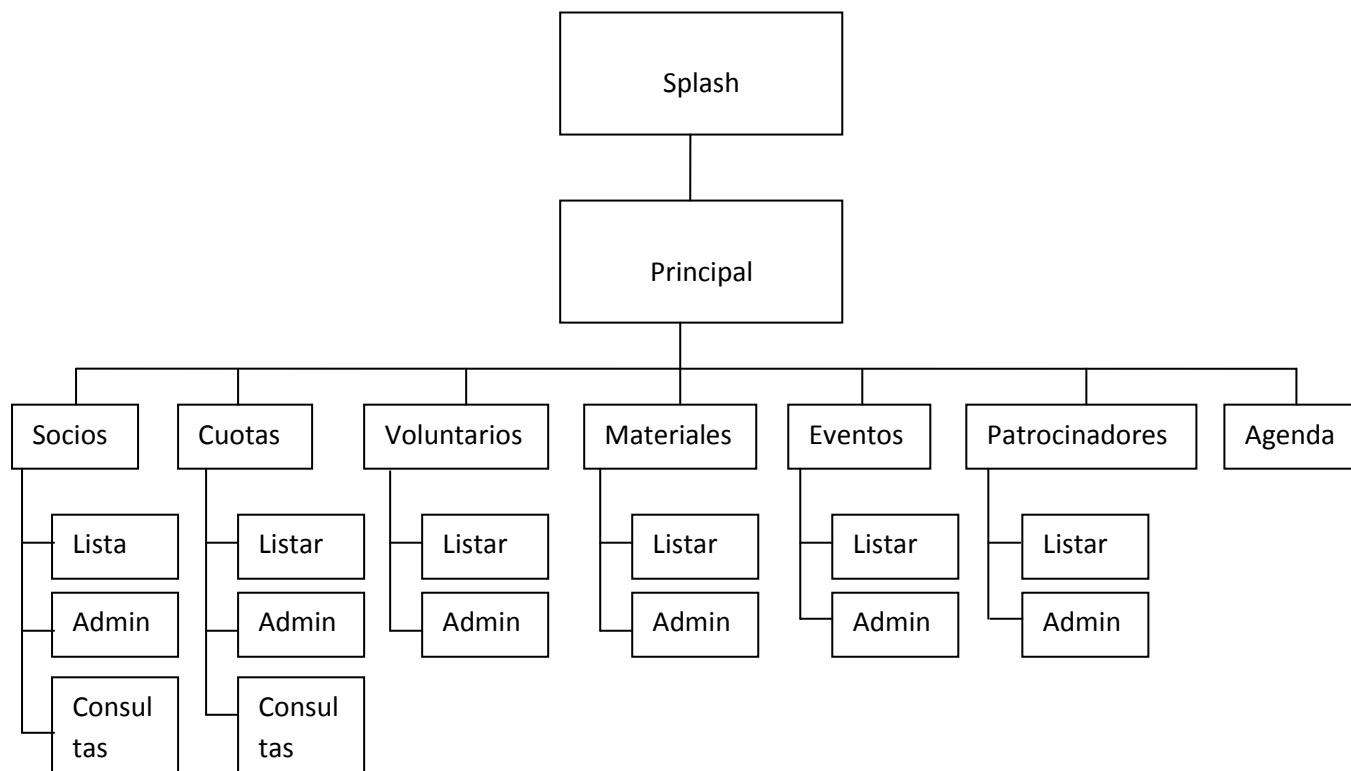 Splash
Principal
Socios
Cuotas
Voluntarios
Materiales
Eventos
Patrocinadores
Agenda
Lista
Listar
Listar
Listar
Listar
Listar
Admin
Admin
Admin
Admin
Admin
Admin
Consul
tas
Consul
tas